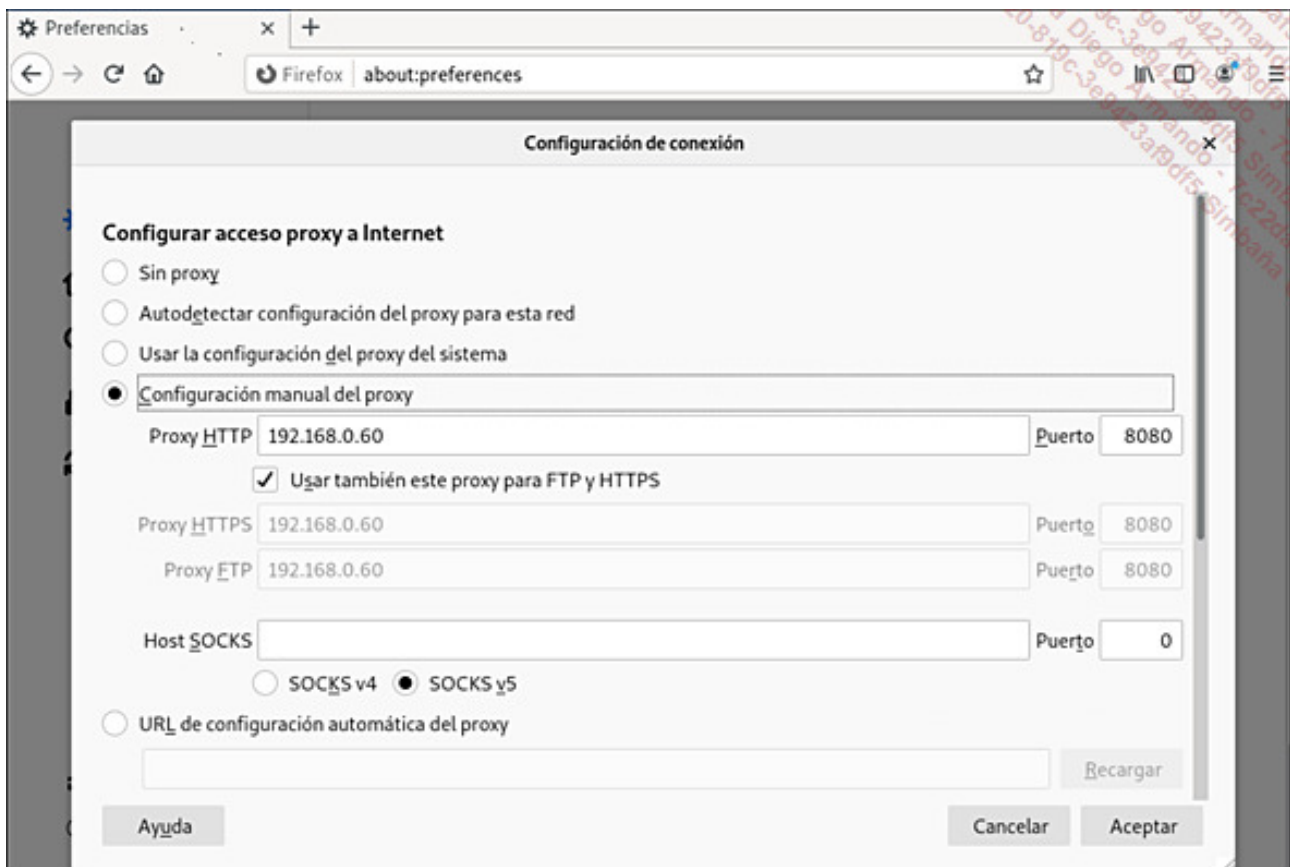 Preferencias
Firefox about:preferences
Configuración de conexión
Configurar acceso proxy a Internet
Sin proxy
Autodetectar configuración del proxy para esta red
Usar la configuración del proxy del sistema
Configuración manual del proxy
Proxy HTTP 192.168.0.60 Puerto 8080
Usar también este proxy para FTP y HTTPS
Proxy HTTPS 192.168.0.60 Puerto 8080
Proxy FTP 192.168.0.60 Puerto 8080
Host SOCKS Puerto 0
SOCKS v4 SOCKS v5
URL de configuración automática del proxy
Recargar
Ayuda Cancelar Aceptar